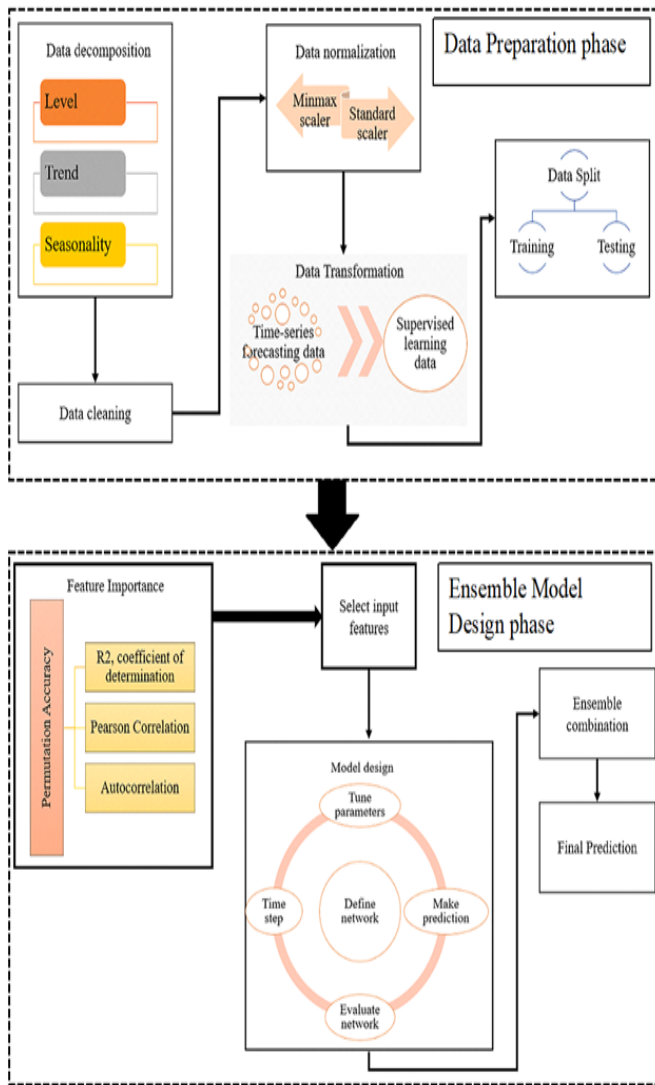 Data decomposition
Level
Trend
Seasonality
Data cleaning
Data normalization
Minmax
scaler
Standard
scaler
Data Preparation phase
Data Transformation
Time-series
forecasting data
Supervised
learning
data
Data Split
Training
Testing
Feature Importance
Permutation Accuracy
R2, coefficient of
determination
Pearson Correlation
Autocorrelation
Select input
features
Ensemble Model
Design phase
Model design
Tune
parameters
Time
step
Define
network
Make
prediction
Evaluate
network
Ensemble
combination
Final Prediction